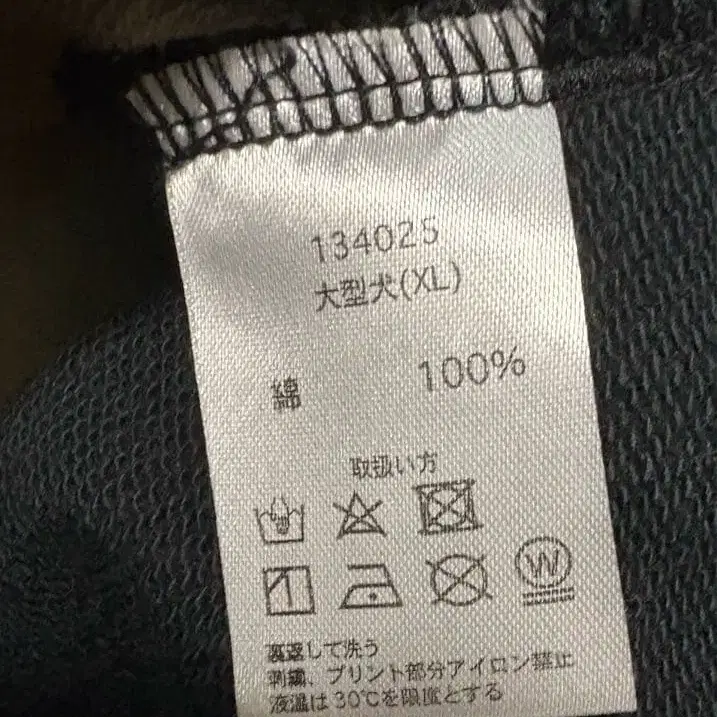 134025
大型犬(XL)
綿 100%
取扱い方
W
裏返して洗う
刺繍、プリント部分アイロン禁止
液温は30℃を限度とする